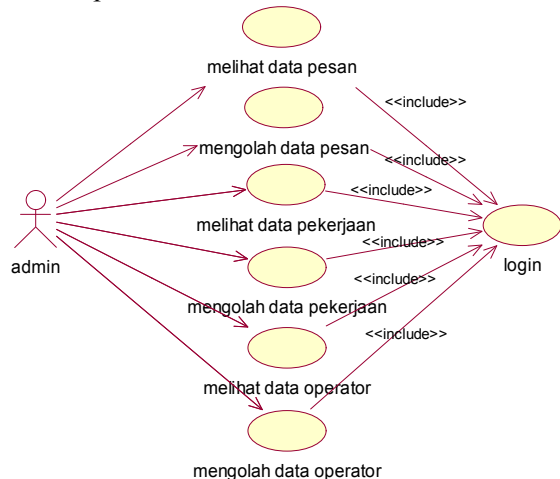 melihat data pesan
<<include>>
mengolah data pesan
<<include>>
<<include>>
melihat data pekerjaan
<<include>>
admin
login
mengolah data pekerjaan
<<include>>
<<include>>
melihat data operator
mengolah data operator